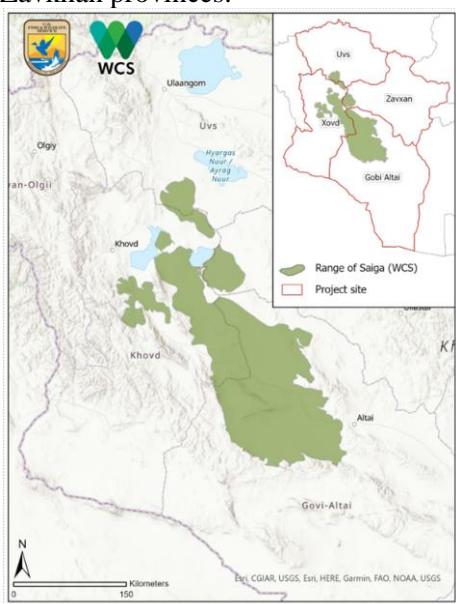 Zavkhan provinces.
WCS
Ulaangom
Uvs
Olgiy
Hyargas
Nuur /
Ayrag
Nuur
van-Olgii
Khovd
Khovd
Altai
Govi-Altai
Uvs
Zavxan
Xovd
Gobi Altai
Range of Saiga (WCS)
Project site
N
0
150
Kilometers
Esri, CGIAR, USGS, Esri, HERE, Garmin, FAO, NOAA, USGS